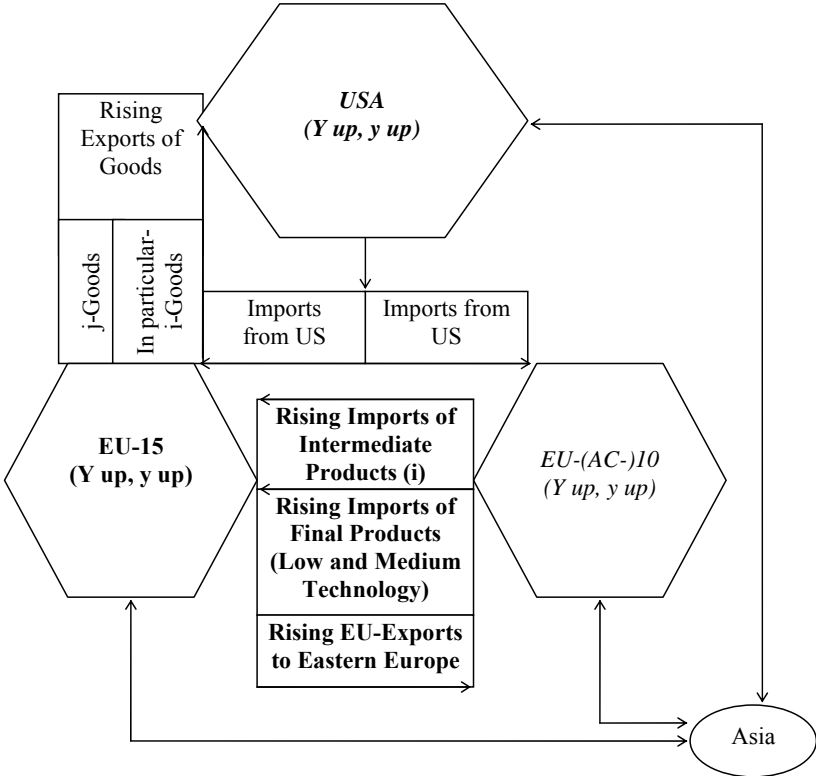 USA
(Y up, y up)
Rising
Exports of
Goods
j-Goods
In particular-
i-Goods
Imports
from US
Imports from
US
EU-15
(Y up, y up)
Rising Imports of
Intermediate
Products (i)
Rising Imports of
Final Products
(Low and Medium
Technology)
Rising EU-Exports
to Eastern Europe
EU-(AC-)10
(Y up, y up)
Asia